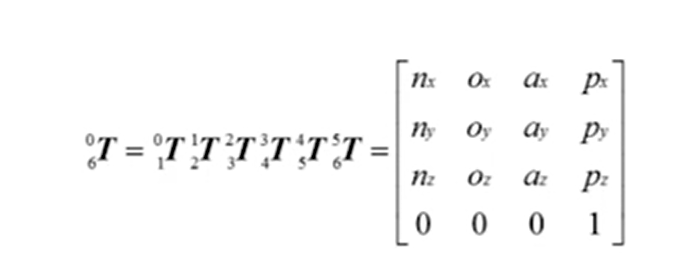 ⁰₆T = ⁰₁T ¹₂T ²₃T ³₄T ⁴₅T ⁵₆T = [ nx ox ax px
ny oy ay py
nz oz az pz
0 0 0 1 ]